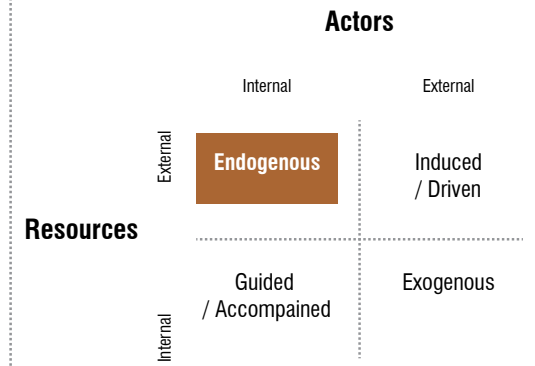 Actors
Internal
External
External
Endogenous
Induced
/ Driven
Resources
Internal
Guided
/ Accompained
Exogenous